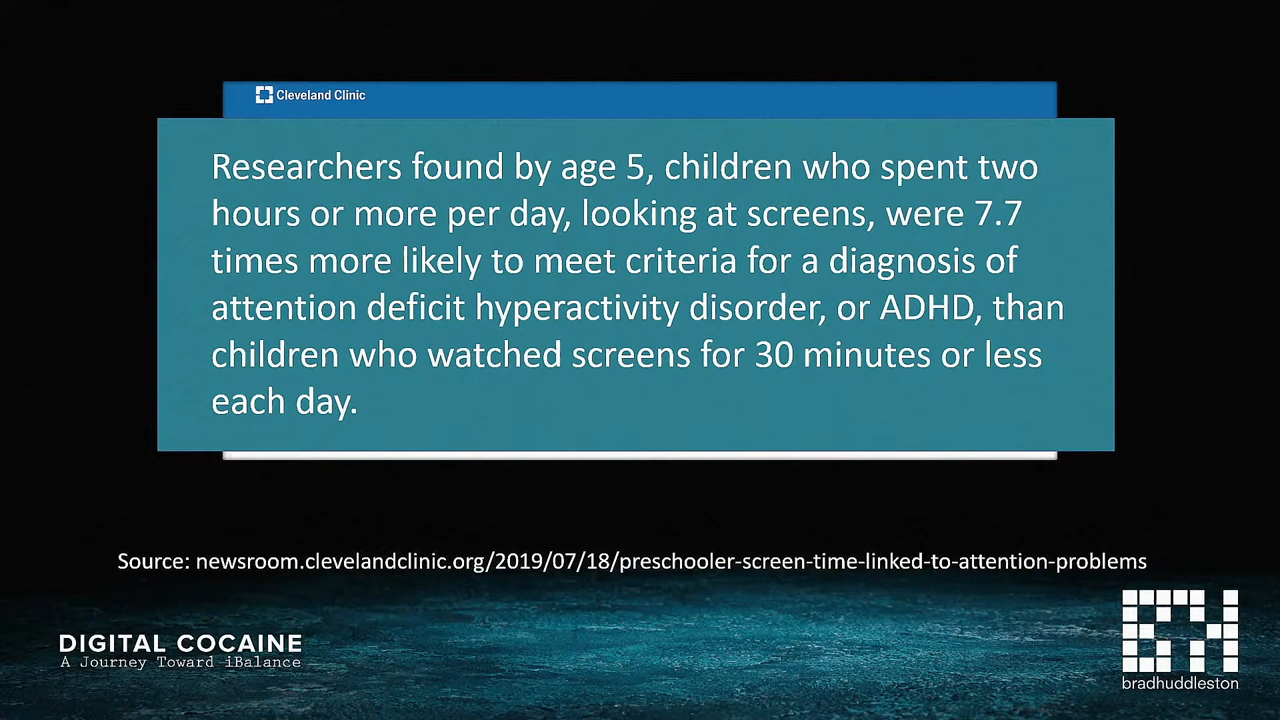 Cleveland Clinic
Researchers found by age 5, children who spent two
hours or more per day, looking at screens, were 7.7
times more likely to meet criteria for a diagnosis of
attention deficit hyperactivity disorder, or ADHD, than
children who watched screens for 30 minutes or less
each day.
Source: newsroom.clevelandclinic.org/2019/07/18/preschooler-screen-time-linked-to-attention-problems
DIGITAL COCAINE
A Journey Toward iBalance
bradhuddleston